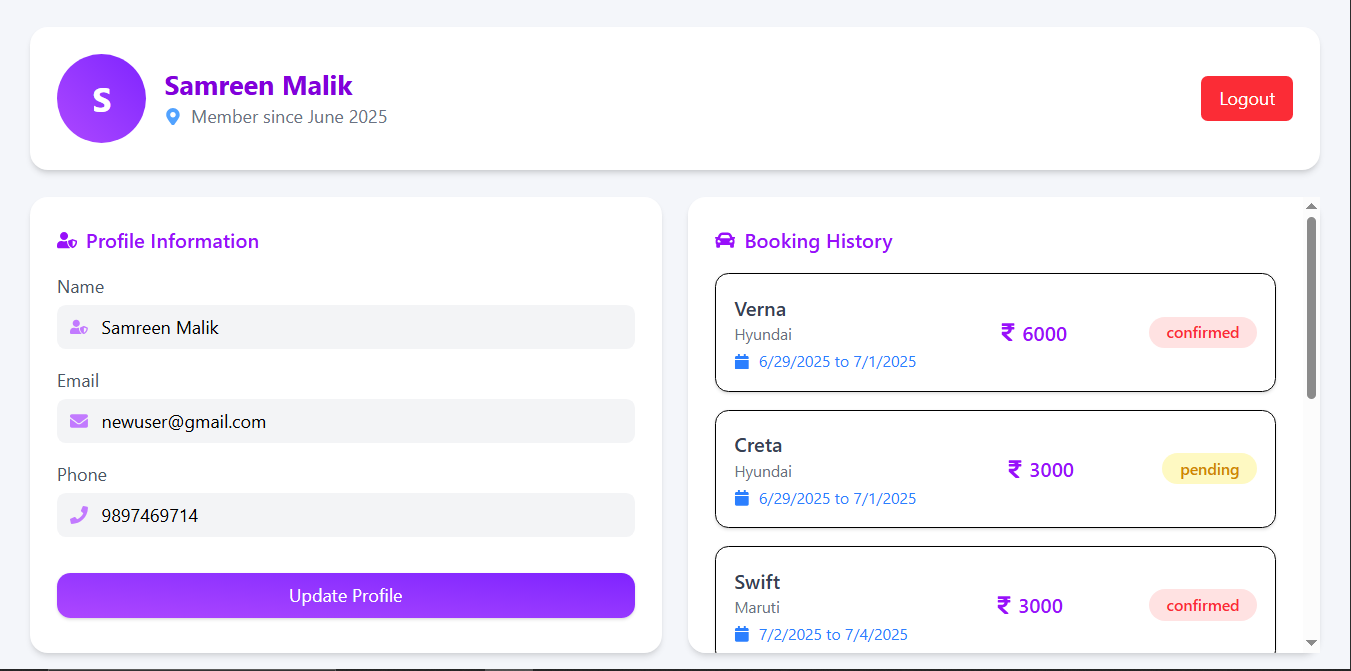 S
Samreen Malik
Member since June 2025
Logout
Profile Information
Name
Samreen Malik
Email
newuser@gmail.com
Phone
9897469714
Update Profile
Booking History
Verna
Hyundai
6/29/2025 to 7/1/2025
₹ 6000
confirmed
Creta
Hyundai
6/29/2025 to 7/1/2025
₹ 3000
pending
Swift
Maruti
7/2/2025 to 7/4/2025
₹ 3000
confirmed